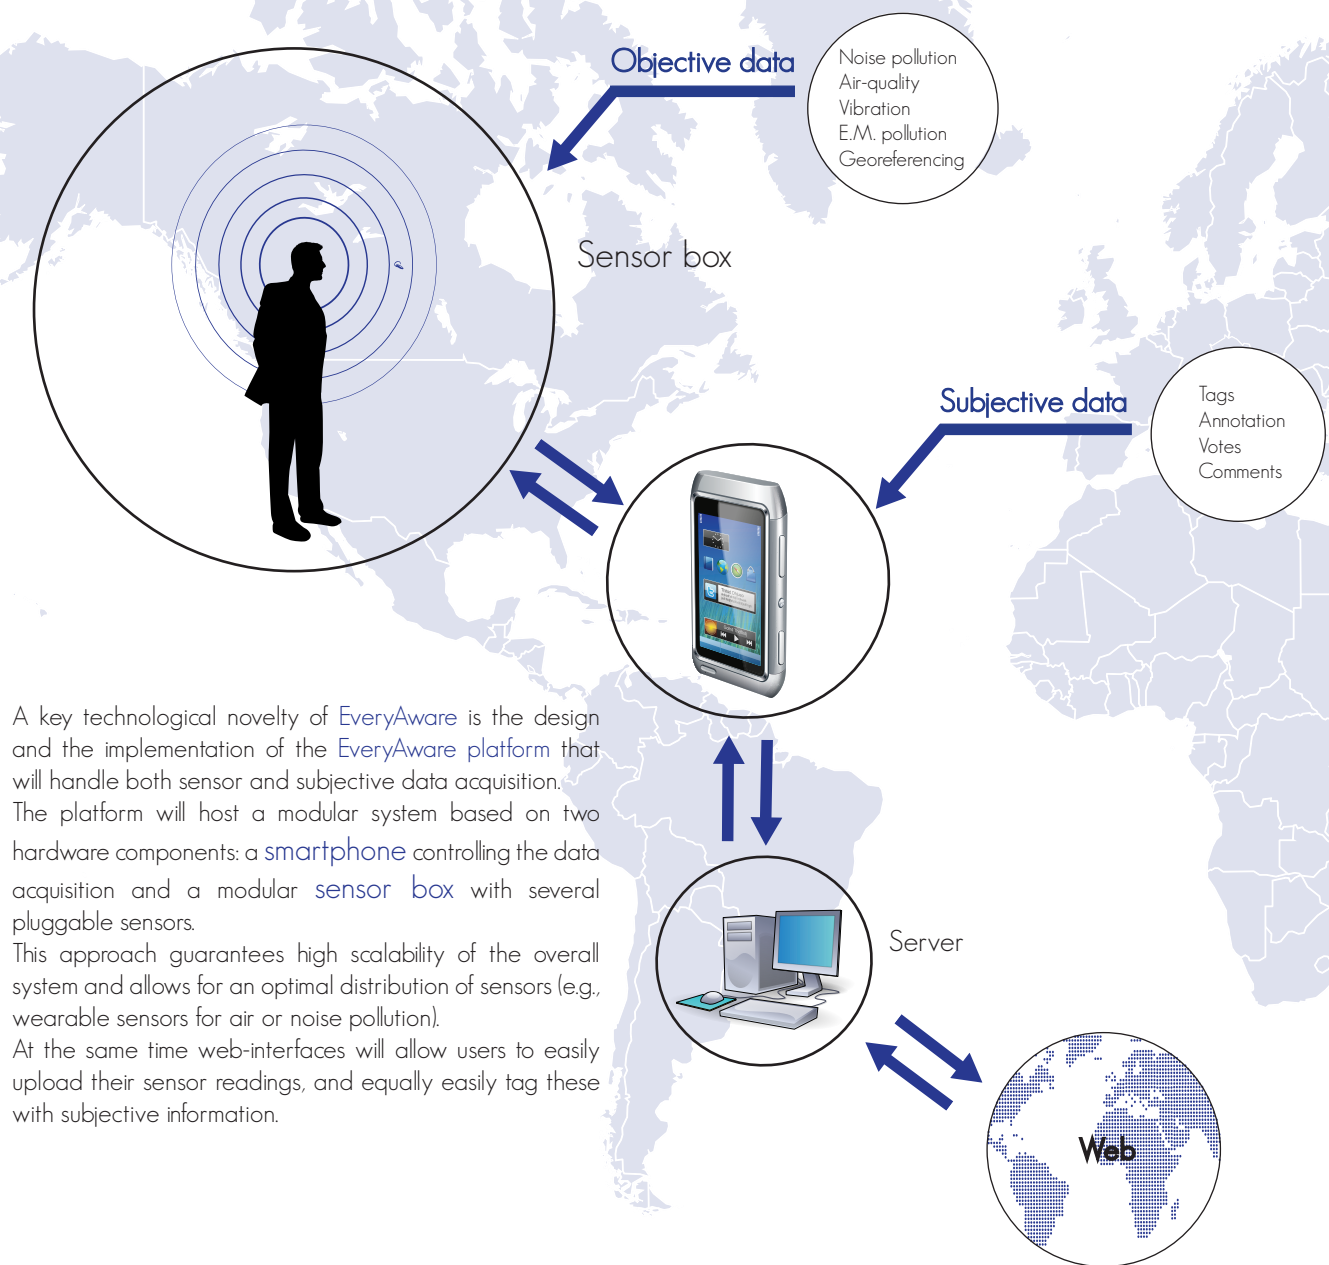 Objective data
Noise pollution
Air-quality
Vibration
E.M. pollution
Georeferencing
Sensor box
Subjective data
Tags
Annotation
Votes
Comments
A key technological novelty of EveryAware is the design
and the implementation of the EveryAware platform that
will handle both sensor and subjective data acquisition.
The platform will host a modular system based on two
hardware components: a smartphone controlling the data
acquisition and a modular sensor box with several
pluggable sensors.
This approach guarantees high scalability of the overall
system and allows for an optimal distribution of sensors (e.g.,
wearable sensors for air or noise pollution).
At the same time web-interfaces will allow users to easily
upload their sensor readings, and equally easily tag these
with subjective information.
Server
Web